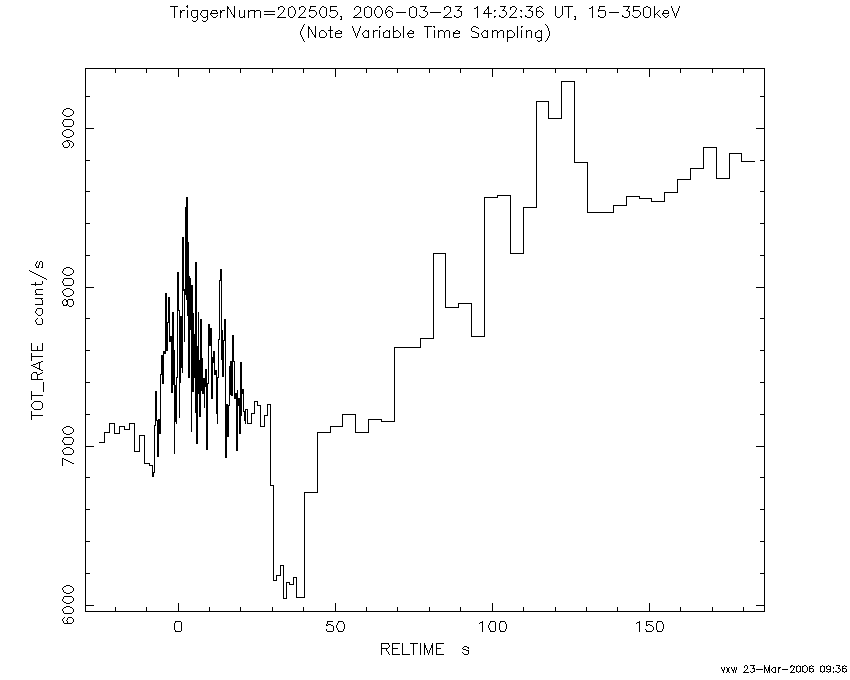 TriggerNum=202505, 2006-03-23 14:32:36 UT, 15-350keV
(Note Variable Time Sampling)
TOT_RATE count/s
9000
8000
7000
6000
0 50 100 150
RELTIME s
vxw 23-Mar-2006 09:36